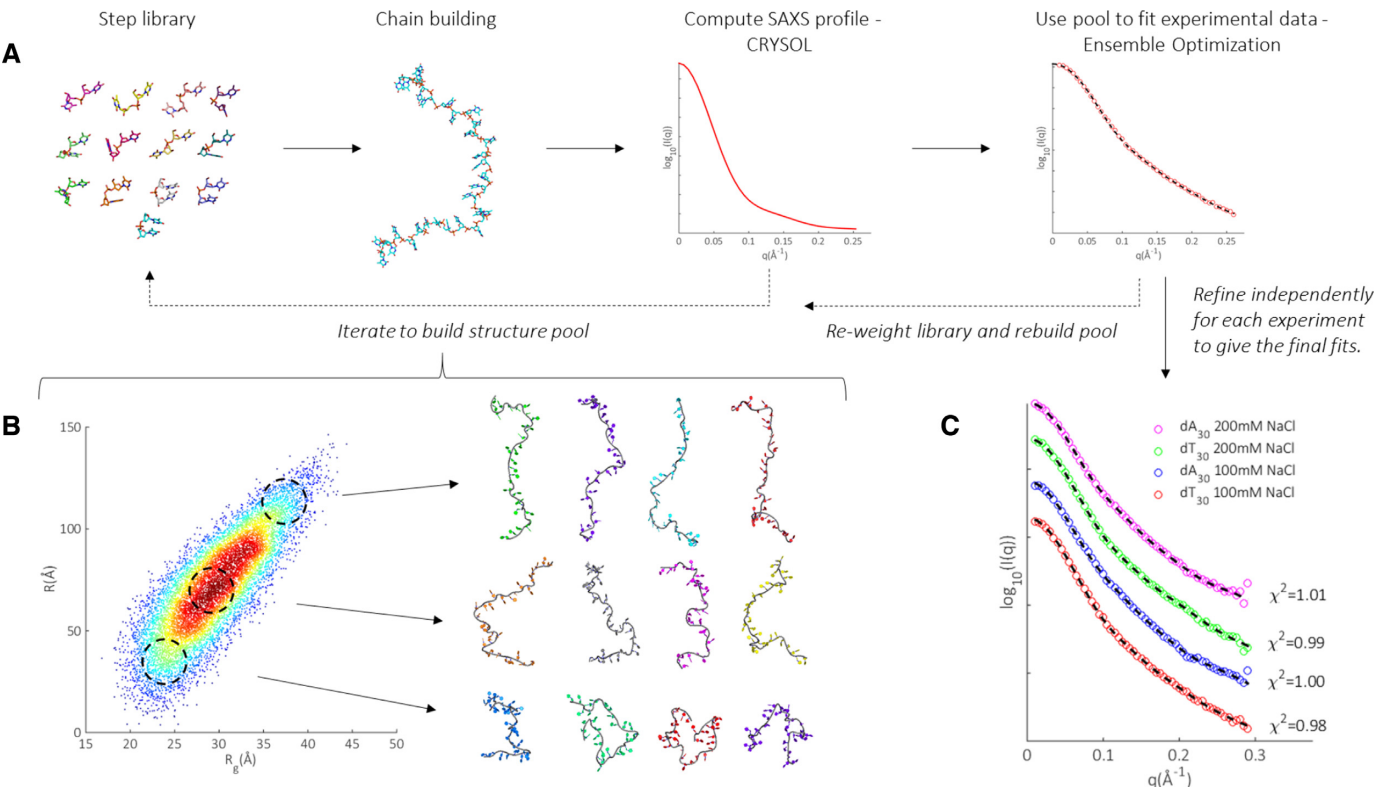 Step library
Chain building
Compute SAXS profile -
CRYSOL
Use pool to fit experimental data -
Ensemble Optimization
A
log10(I(q))
0 0.05 0.1 0.15 0.2 0.25
q(Å-1)
log10(I(q))
0 0.05 0.1 0.15 0.2 0.25
q(Å-1)
Iterate to build structure pool
Re-weight library and rebuild pool
Refine independently
for each experiment
to give the final fits.
B
R(Å)
150
100
50
0
15 20 25 30 35 40 45 50
Rg(Å)
C
log10(I(q))
dA30 200mM NaCl
dT30 200mM NaCl
dA30 100mM NaCl
dT30 100mM NaCl
χ2=1.01
χ2=0.99
χ2=1.00
χ2=0.98
0 0.1 0.2 0.3
q(Å-1)